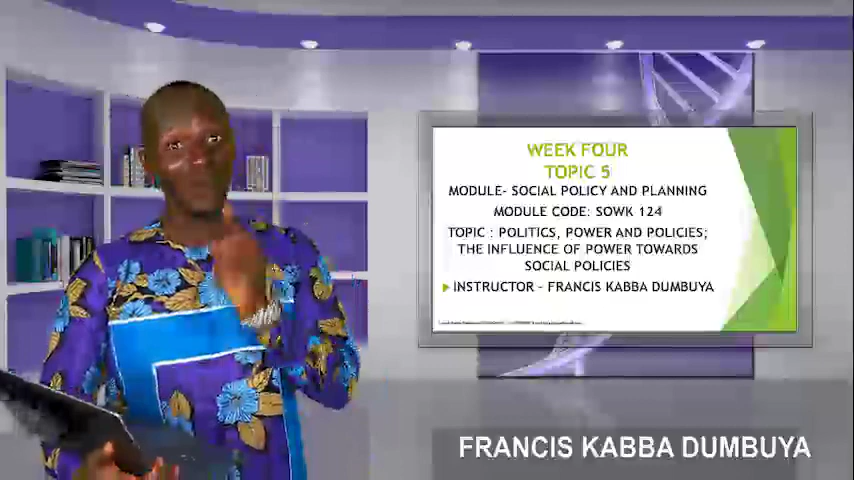 WEEK FOUR
TOPIC 5
MODULE- SOCIAL POLICY AND PLANNING
MODULE CODE: SOWK 124
TOPIC : POLITICS, POWER AND POLICIES;
THE INFLUENCE OF POWER TOWARDS
SOCIAL POLICIES
INSTRUCTOR – FRANCIS KABBA DUMBUYA
FRANCIS KABBA DUMBUYA